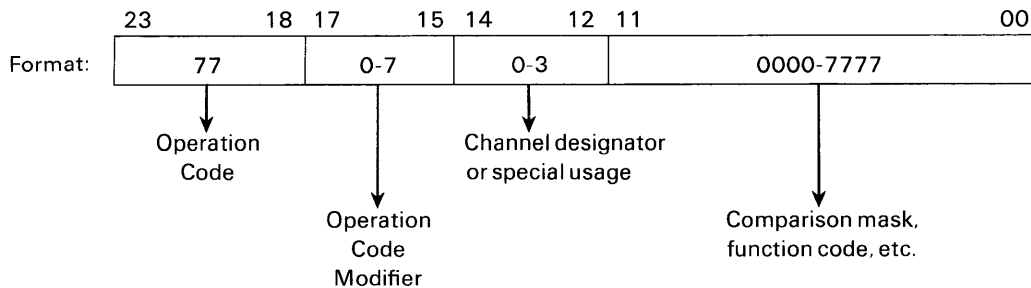 23 18 17 15 14 12 11 00
Format: 77 0-7 0-3 0000-7777
Operation Channel designator
Code or special usage
Operation Comparison mask,
Code function code, etc.
Modifier